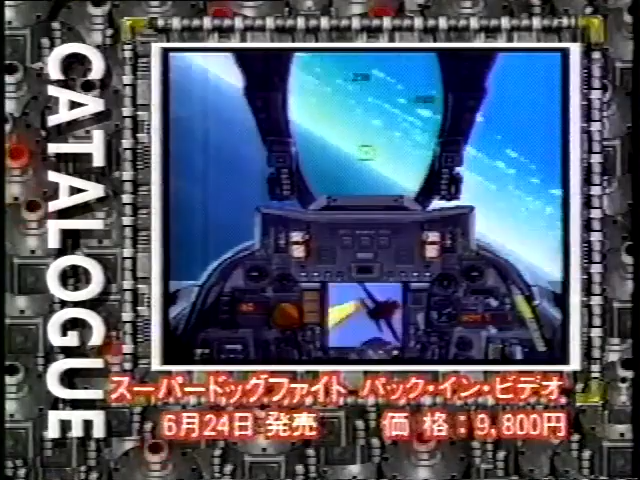 CATALOGUE
スーパードッグファイト パック・イン・ビデオ
6月24日 発売 価 格：9,800円